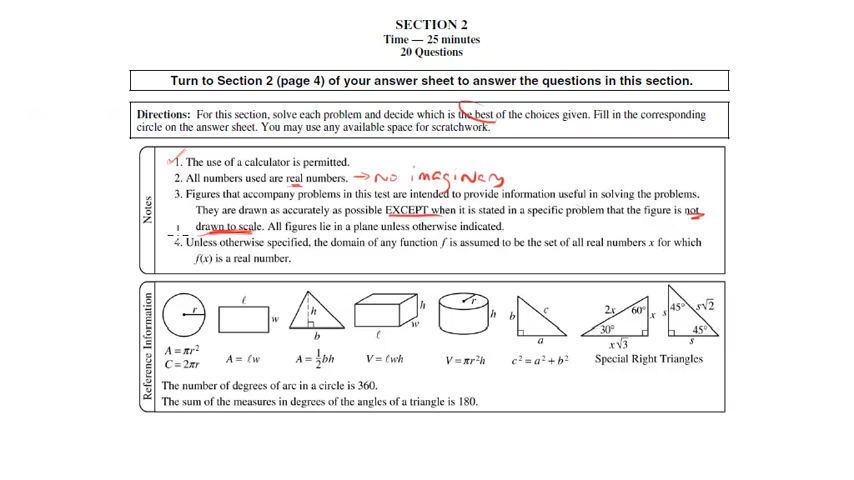 SECTION 2
Time — 25 minutes
20 Questions
Turn to Section 2 (page 4) of your answer sheet to answer the questions in this section.
Directions: For this section, solve each problem and decide which is the best of the choices given. Fill in the corresponding
circle on the answer sheet. You may use any available space for scratchwork.
Notes
1. The use of a calculator is permitted.
2. All numbers used are real numbers. → no imaginary
3. Figures that accompany problems in this test are intended to provide information useful in solving the problems.
They are drawn as accurately as possible EXCEPT when it is stated in a specific problem that the figure is not
drawn to scale. All figures lie in a plane unless otherwise indicated.
4. Unless otherwise specified, the domain of any function f is assumed to be the set of all real numbers x for which
f(x) is a real number.
Reference Information
r
ℓ
w
h
b
ℓ
w
h
r
h
b
c
a
2x
60°
x
30°
x√3
s
45°
s√2
45°
s
A = πr²
C = 2πr
A = ℓw
A = 1/2 bh
V = ℓwh
V = πr²h
c² = a² + b²
Special Right Triangles
The number of degrees of arc in a circle is 360.
The sum of the measures in degrees of the angles of a triangle is 180.